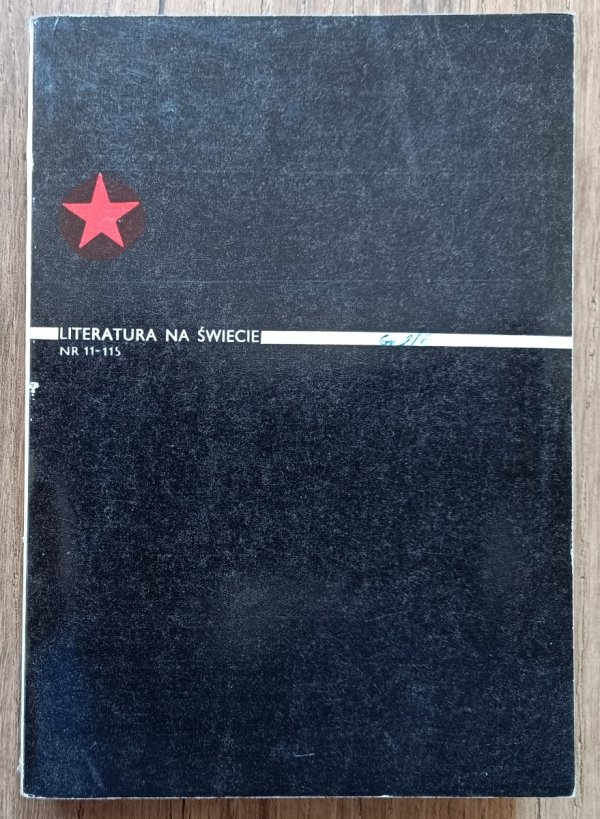 LITERATURA NA ŚWIECIE
NR 11-115